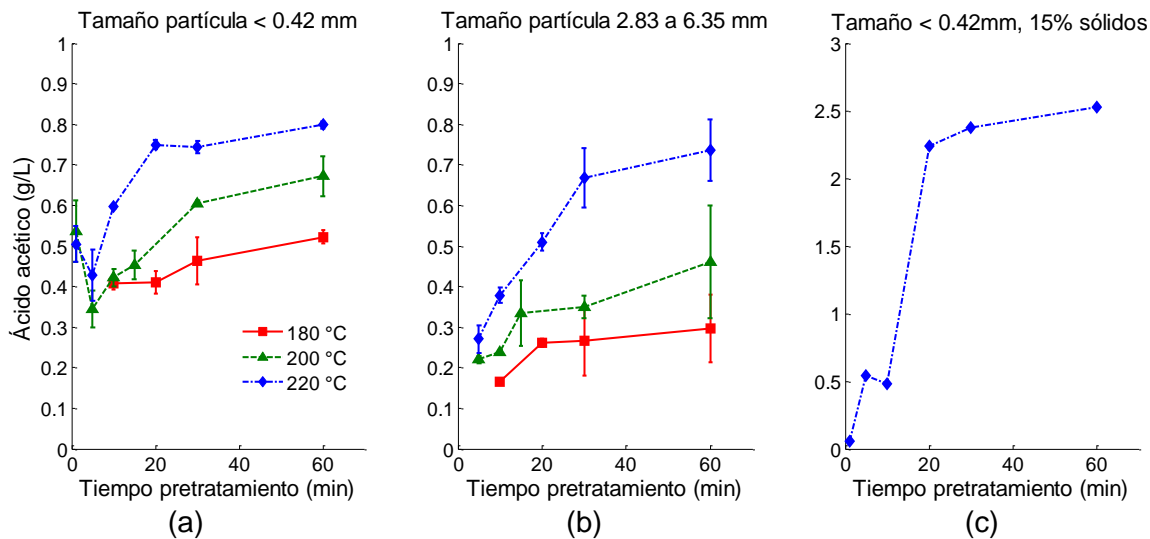 Tamaño partícula < 0.42 mm
Ácido acético (g/L)
1
0.9
0.8
0.7
0.6
0.5
0.4
0.3
0.2
0.1
0
180 °C
200 °C
220 °C
0 20 40 60
Tiempo pretratamiento (min)
(a)
Tamaño partícula 2.83 a 6.35 mm
1
0.9
0.8
0.7
0.6
0.5
0.4
0.3
0.2
0.1
0
0 20 40 60
Tiempo pretratamiento (min)
(b)
Tamaño < 0.42mm, 15% sólidos
3
2.5
2
1.5
1
0.5
0
0 20 40 60
Tiempo pretratamiento (min)
(c)